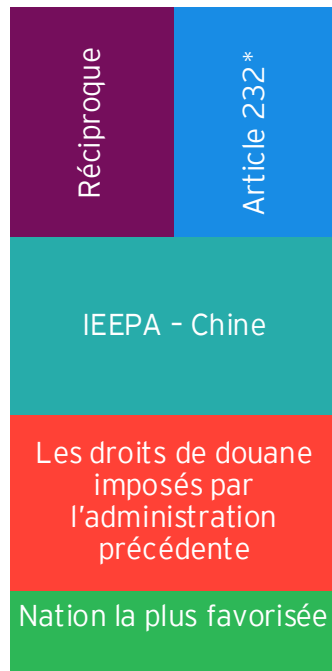 Réciproque
Article 232*
IEEPA – Chine
Les droits de douane
imposés par
l'administration
précédente
Nation la plus favorisée